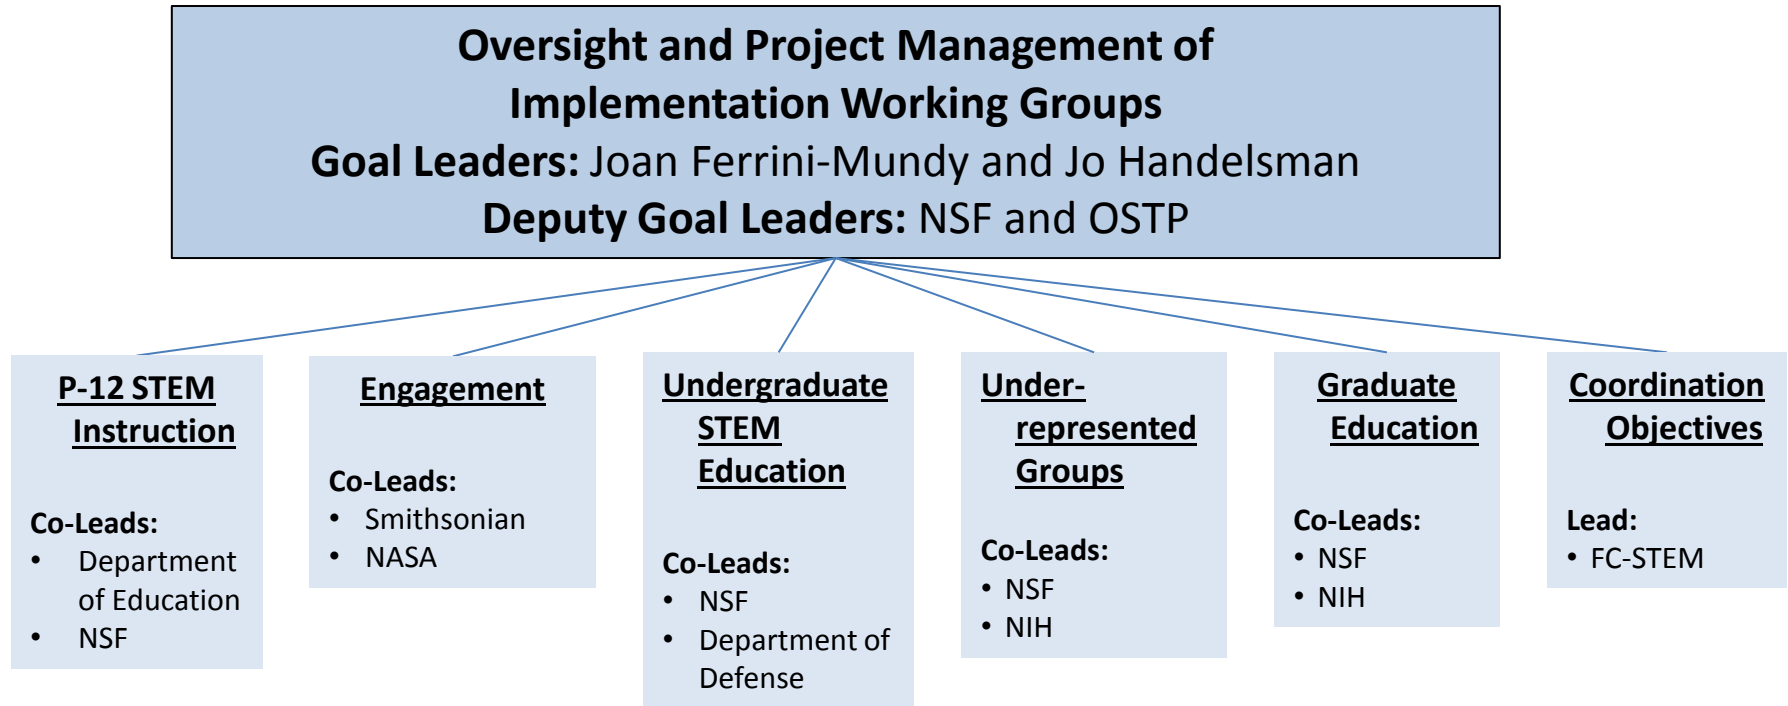 Oversight and Project Management of
Implementation Working Groups
Goal Leaders: Joan Ferrini-Mundy and Jo Handelsman
Deputy Goal Leaders: NSF and OSTP
P-12 STEM
Instruction
Co-Leads:
• Department
of Education
• NSF
Engagement
Co-Leads:
• Smithsonian
• NASA
Undergraduate
STEM
Education
Co-Leads:
• NSF
• Department of
Defense
Under-
represented
Groups
Co-Leads:
• NSF
• NIH
Graduate
Education
Co-Leads:
• NSF
• NIH
Coordination
Objectives
Lead:
• FC-STEM